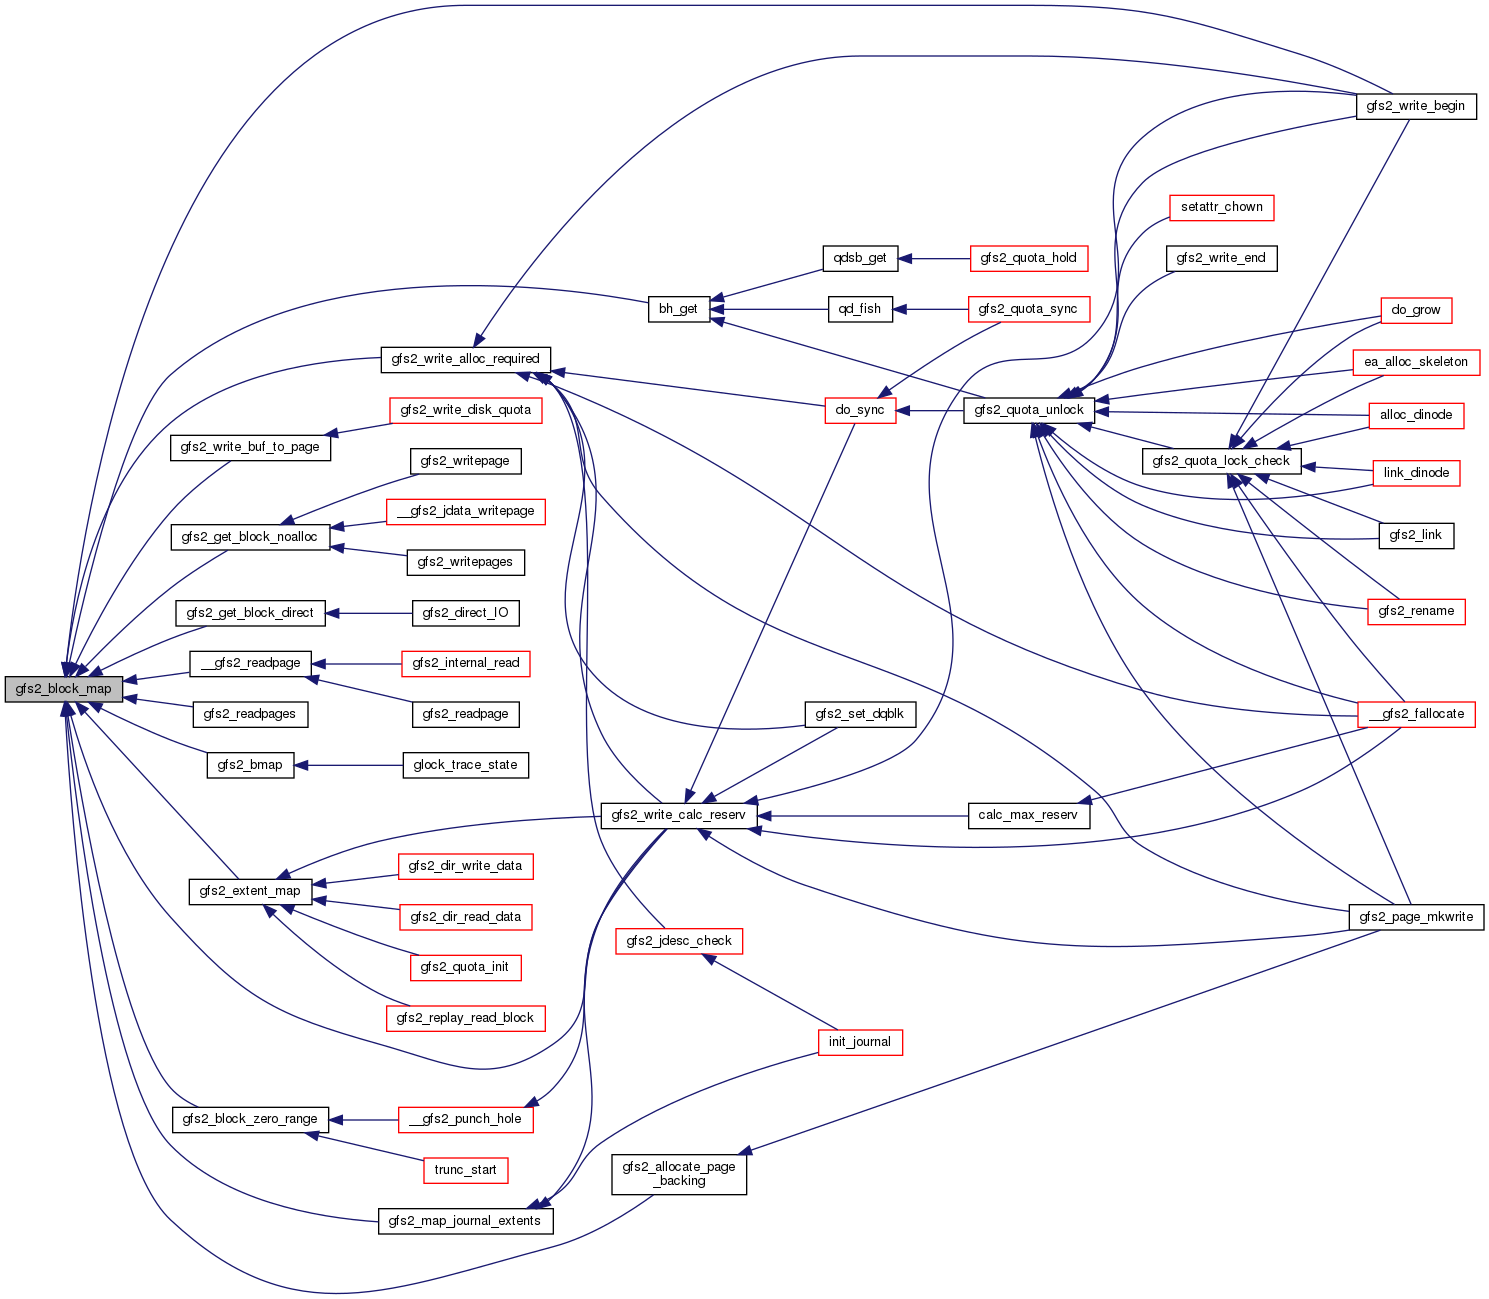 gfs2_write_begin
setattr_chown
qdsb_get
gfs2_quota_hold
gfs2_write_end
bh_get
qd_fish
gfs2_quota_sync
do_grow
gfs2_write_alloc_required
ea_alloc_skeleton
gfs2_write_disk_quota
do_sync
gfs2_quota_unlock
alloc_dinode
gfs2_write_buf_to_page
gfs2_writepage
gfs2_quota_lock_check
link_dinode
__gfs2_jdata_writepage
gfs2_get_block_noalloc
gfs2_link
gfs2_writepages
gfs2_get_block_direct
gfs2_direct_IO
gfs2_rename
__gfs2_readpage
gfs2_internal_read
gfs2_block_map
gfs2_readpages
gfs2_readpage
gfs2_set_dqblk
__gfs2_fallocate
gfs2_bmap
glock_trace_state
gfs2_write_calc_reserv
calc_max_reserv
gfs2_dir_write_data
gfs2_extent_map
gfs2_dir_read_data
gfs2_page_mkwrite
gfs2_jdesc_check
gfs2_quota_init
gfs2_replay_read_block
init_journal
gfs2_block_zero_range
__gfs2_punch_hole
trunc_start
gfs2_allocate_page
_backing
gfs2_map_journal_extents